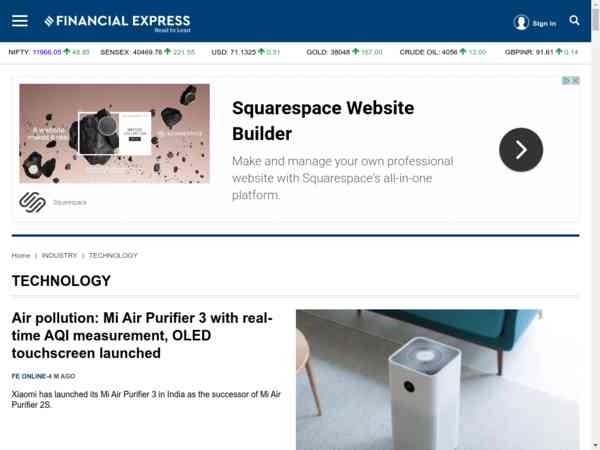 FINANCIAL EXPRESS
Read to Lead
Sign in
NIFTY: 11966.05 48.85 SENSEX: 40469.78 221.55 USD: 71.1325 0.31 GOLD: 38048 157.00 CRUDE OIL: 4056 12.00 GBPINR: 91.61 0.14
Squarespace Website
Builder
Make and manage your own professional
website with Squarespace's all-in-one
platform.
Squarespace
Home | INDUSTRY | TECHNOLOGY
TECHNOLOGY
Air pollution: Mi Air Purifier 3 with real-
time AQI measurement, OLED
touchscreen launched
FE ONLINE-4 M AGO
Xiaomi has launched its Mi Air Purifier 3 in India as the successor of Mi Air
Purifier 2S.